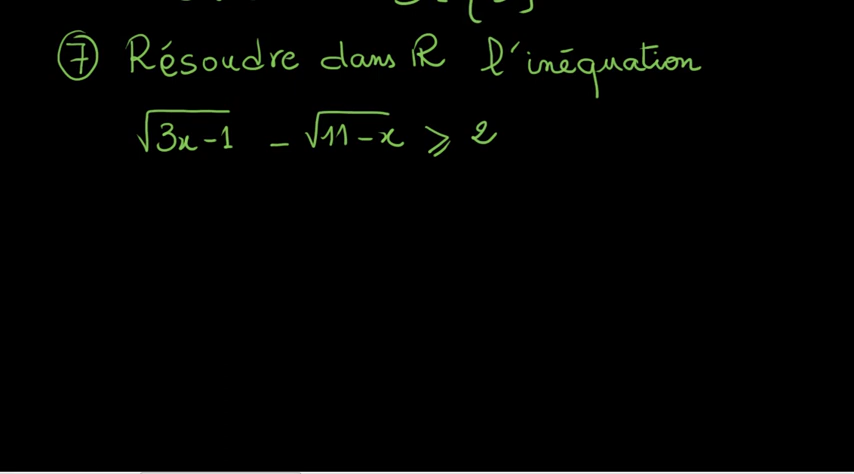 ⑦ Résoudre dans ℝ l'inéquation
√(3x-1) - √(11-x) ⩾ 2